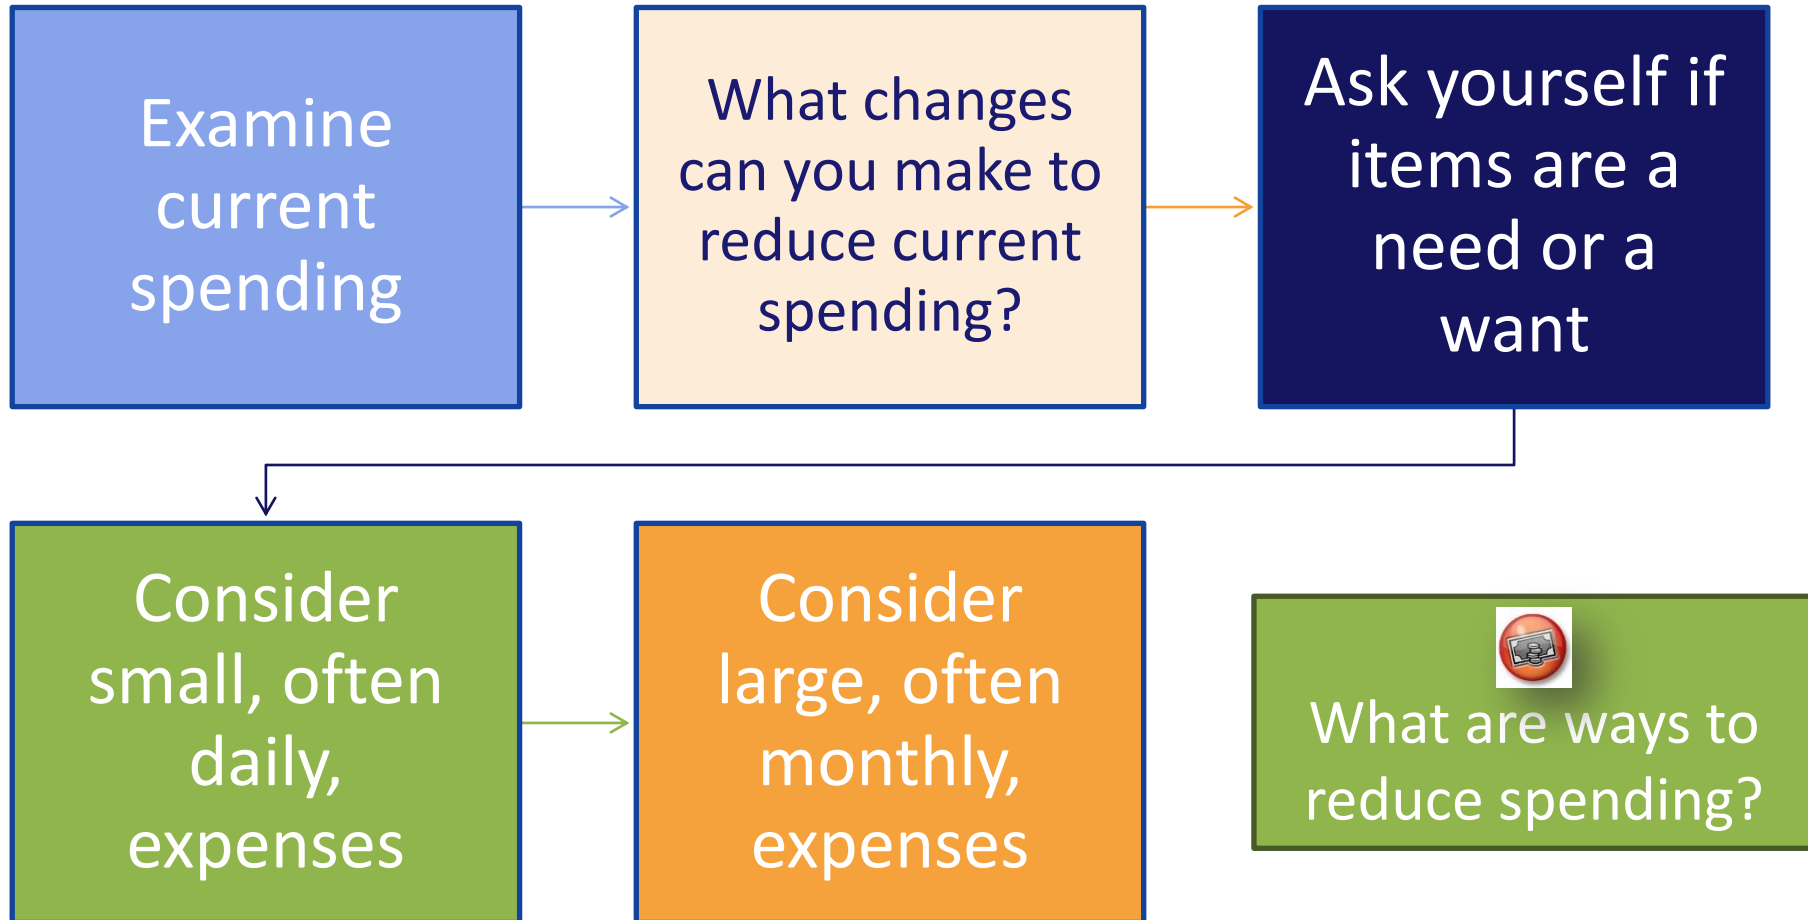 Examine
current
spending
What changes
can you make to
reduce current
spending?
Ask yourself if
items are a
need or a
want
Consider
small, often
daily,
expenses
Consider
large, often
monthly,
expenses
What are ways to
reduce spending?